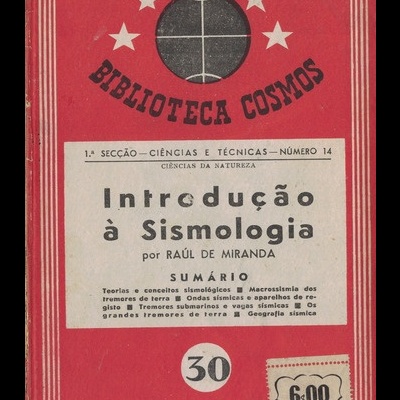 BIBLIOTECA COSMOS
1.ª SECÇÃO — CIÊNCIAS E TÉCNICAS — NÚMERO 14
CIÊNCIAS DA NATUREZA
Introdução
à Sismologia
por RAÚL DE MIRANDA
SUMÁRIO
Teorias e conceitos sismológicos ■ Macrossismia dos
tremores de terra ■ Ondas sísmicas e aparelhos de re-
gisto ■ Tremores submarinos e vagas sísmicas ■ Os
grandes tremores de terra ■ Geografia sísmica
30
6$00